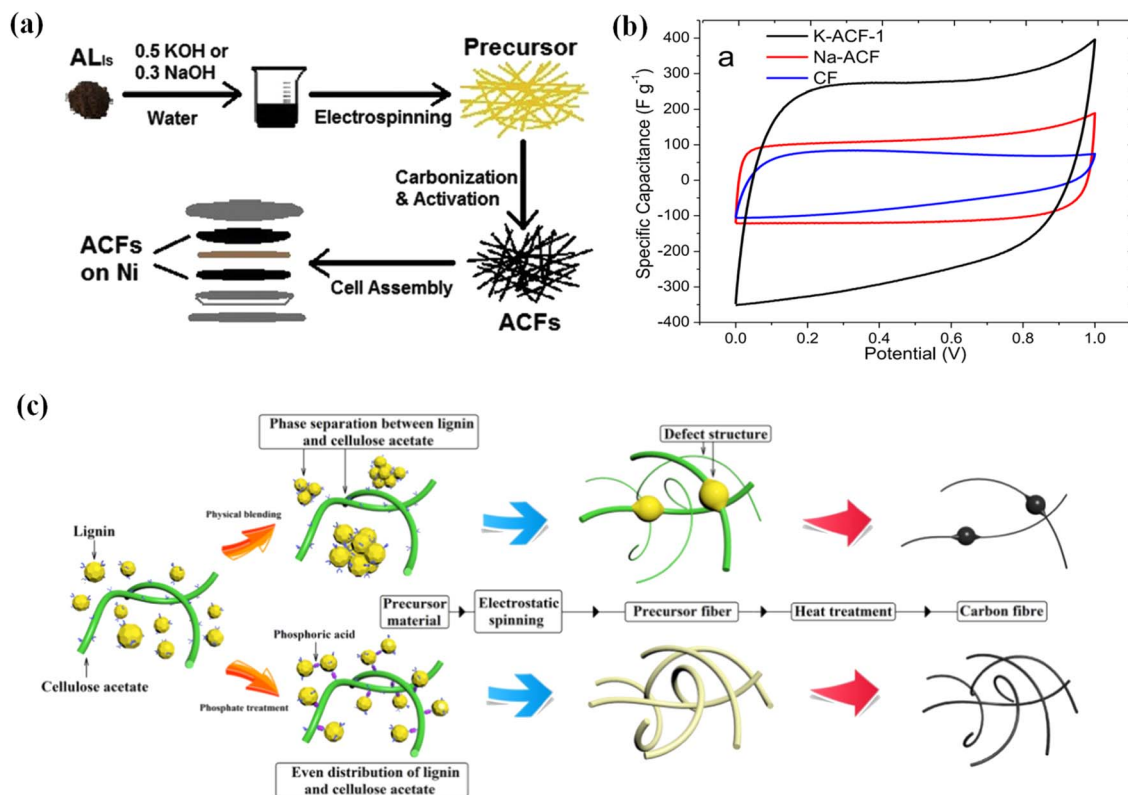 (a)
ALls
0.5 KOH or
0.3 NaOH
Water
Electrospinning
Precursor
Carbonization
& Activation
ACFs
on Ni
Cell Assembly
ACFs
(b)
a
K-ACF-1
Na-ACF
CF
Specific Capacitance (F g-1)
400
300
200
100
0
-100
-200
-300
-400
0.0
0.2
0.4
0.6
0.8
1.0
Potential (V)
(c)
Phase separation between lignin
and cellulose acetate
Defect structure
Physical blending
Lignin
Precursor
material
Electrostatic
spinning
Precursor fiber
Heat treatment
Carbon fibre
Phosphoric acid
Cellulose acetate
Phosphate treatment
Even distribution of lignin
and cellulose acetate